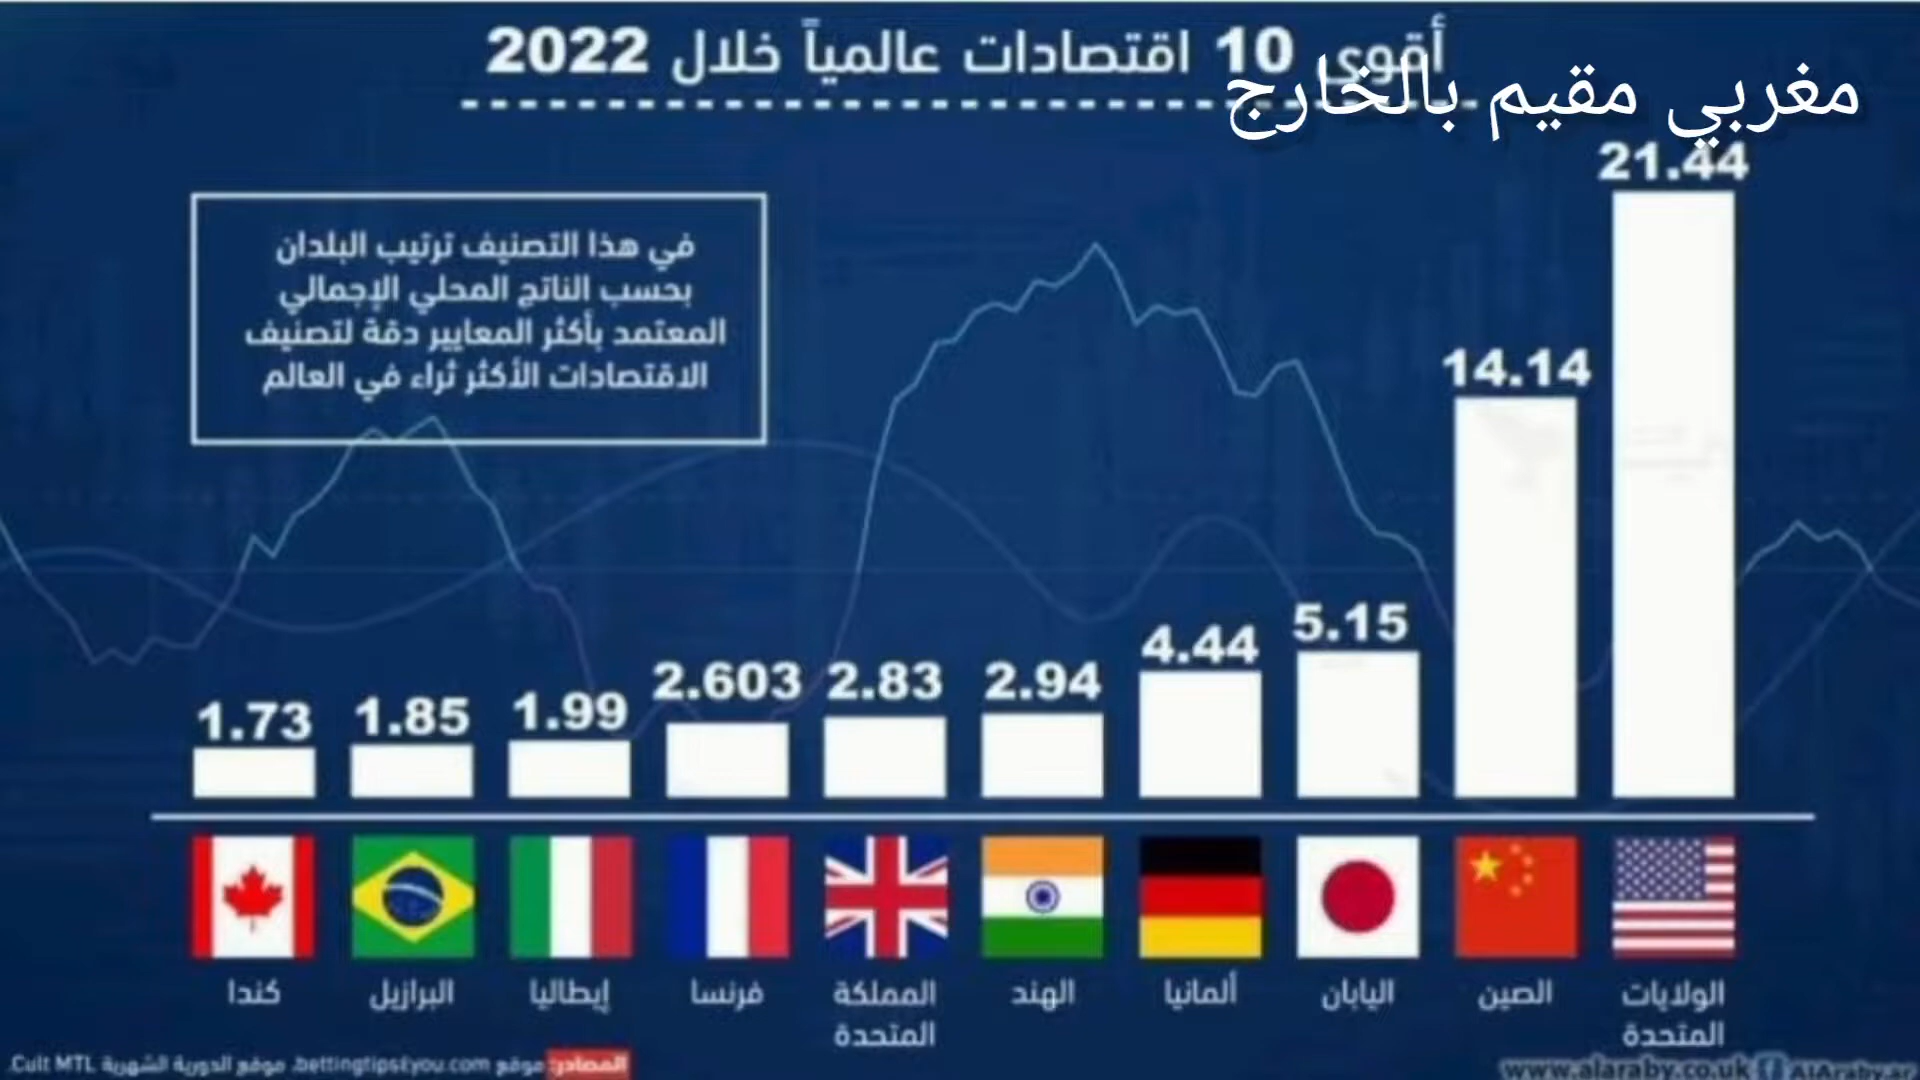 أقوى 10 اقتصادات عالمياً خلال 2022
مغربي مقيم بالخارج
في هذا التصنيف ترتيب البلدان
بحسب الناتج المحلي الإجمالي
المعتمد بأكثر المعايير دقة لتصنيف
الاقتصادات الأكثر ثراء في العالم
21.44
14.14
5.15
4.44
2.94
2.83
2.603
1.99
1.85
1.73
الولايات
المتحدة
الصين
اليابان
ألمانيا
الهند
المملكة
المتحدة
فرنسا
إيطاليا
البرازيل
كندا
المصادر: موقع bettingtips4you.com، موقع الدورية الشهرية Cult MTL.
www.alaraby.co.uk AlAraby.ar